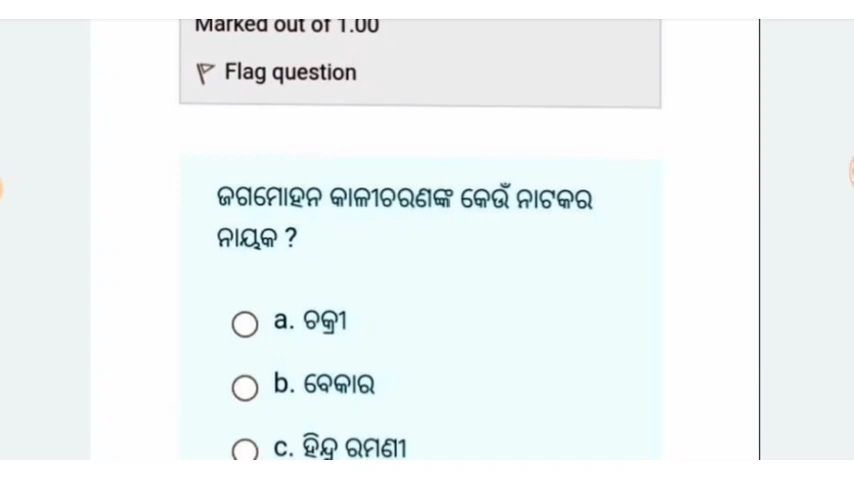 Marked out of 1.00
Flag question
ଜଗମୋହନ କାଳୀଚରଣଙ୍କ କେଉଁ ନାଟକର
ନାୟକ ?
a. ଚକ୍ରୀ
b. ବେକାର
c. ହିନ୍ଦୁ ରମଣୀ